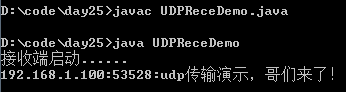 D:\code\day25>javac UDPReceDemo.java
D:\code\day25>java UDPReceDemo
接收端启动......
192.168.1.100:53528:udp传输演示，哥们来了！